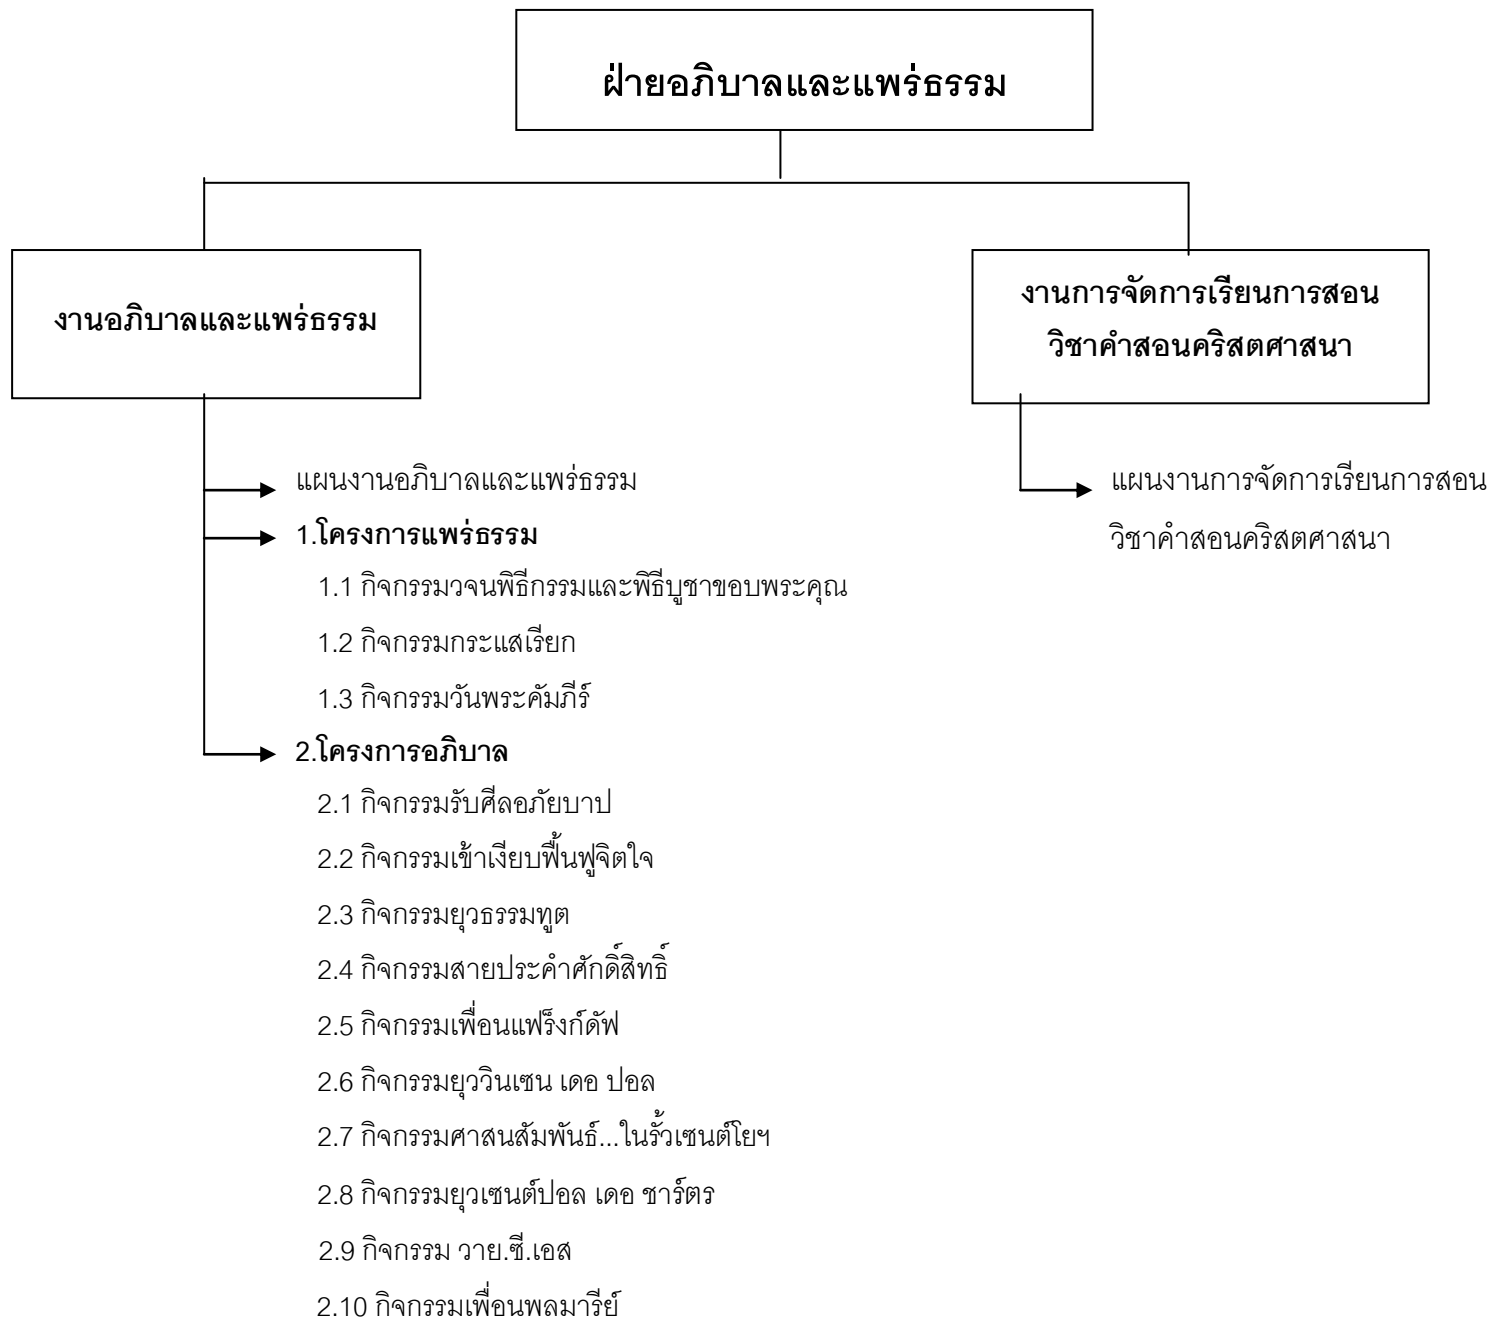 ฝ่ายอภิบาลและแพร่ธรรม
งานอภิบาลและแพร่ธรรม
งานการจัดการเรียนการสอน
วิชาคำสอนคริสตศาสนา
แผนงานอภิบาลและแพร่ธรรม
1.โครงการแพร่ธรรม
1.1 กิจกรรมวจนพิธีกรรมและพิธีบูชาขอบพระคุณ
1.2 กิจกรรมกระแสเรียก
1.3 กิจกรรมวันพระคัมภีร์
2.โครงการอภิบาล
2.1 กิจกรรมรับศีลอภัยบาป
2.2 กิจกรรมเข้าเงียบฟื้นฟูจิตใจ
2.3 กิจกรรมยุวธรรมทูต
2.4 กิจกรรมสายประคำศักดิ์สิทธิ์
2.5 กิจกรรมเพื่อนแฟร็งก์ดัฟ
2.6 กิจกรรมยุววินเซน เดอ ปอล
2.7 กิจกรรมศาสนสัมพันธ์...ในรั้วเซนต์โยฯ
2.8 กิจกรรมยุวเซนต์ปอล เดอ ชาร์ตร
2.9 กิจกรรม วาย.ซี.เอส
2.10 กิจกรรมเพื่อนพลมารีย์
แผนงานการจัดการเรียนการสอน
วิชาคำสอนคริสตศาสนา